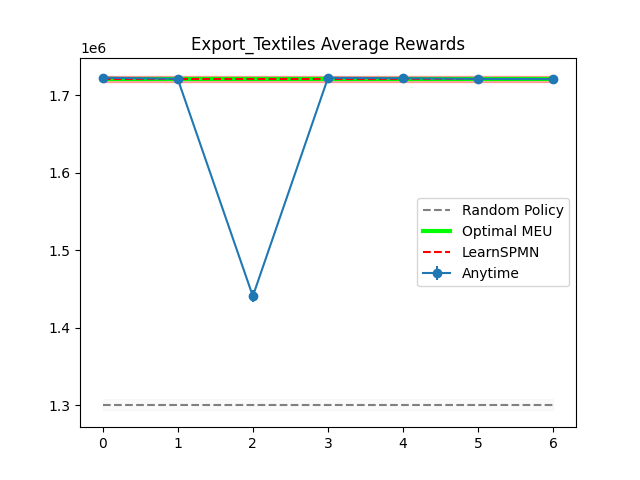 Export_Textiles Average Rewards
1e6
1.7
1.6
1.5
1.4
1.3
Random Policy
Optimal MEU
LearnSPMN
Anytime
0 1 2 3 4 5 6